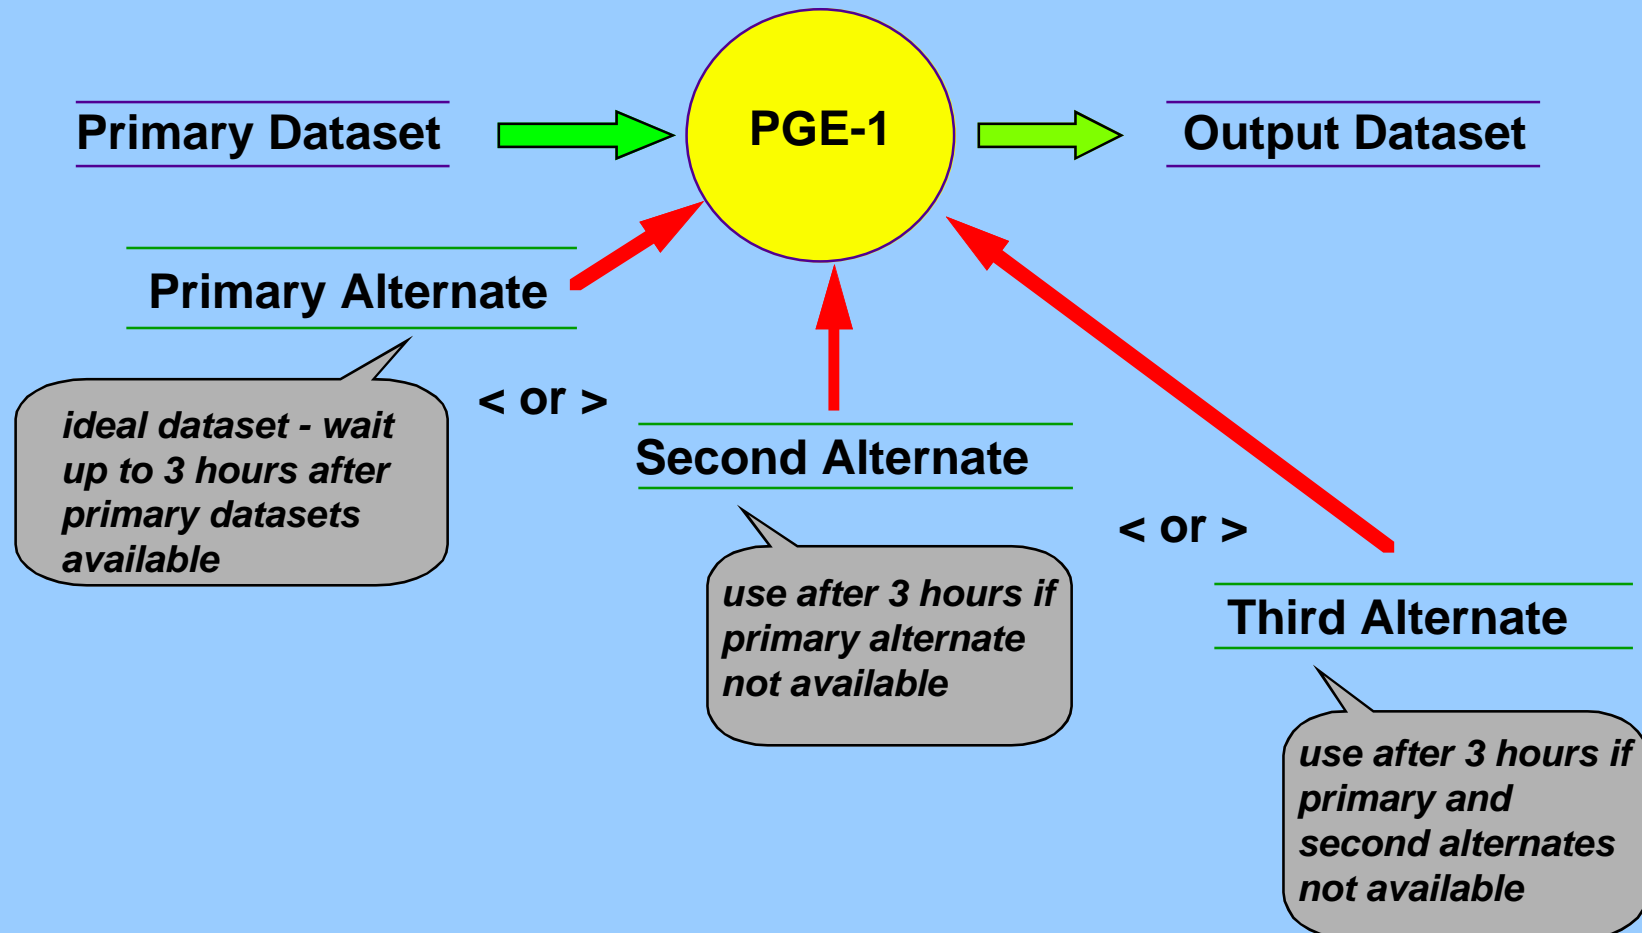 Primary Dataset
PGE-1
Output Dataset
Primary Alternate
ideal dataset - wait
up to 3 hours after
primary datasets
available
< or >
Second Alternate
use after 3 hours if
primary alternate
not available
< or >
Third Alternate
use after 3 hours if
primary and
second alternates
not available